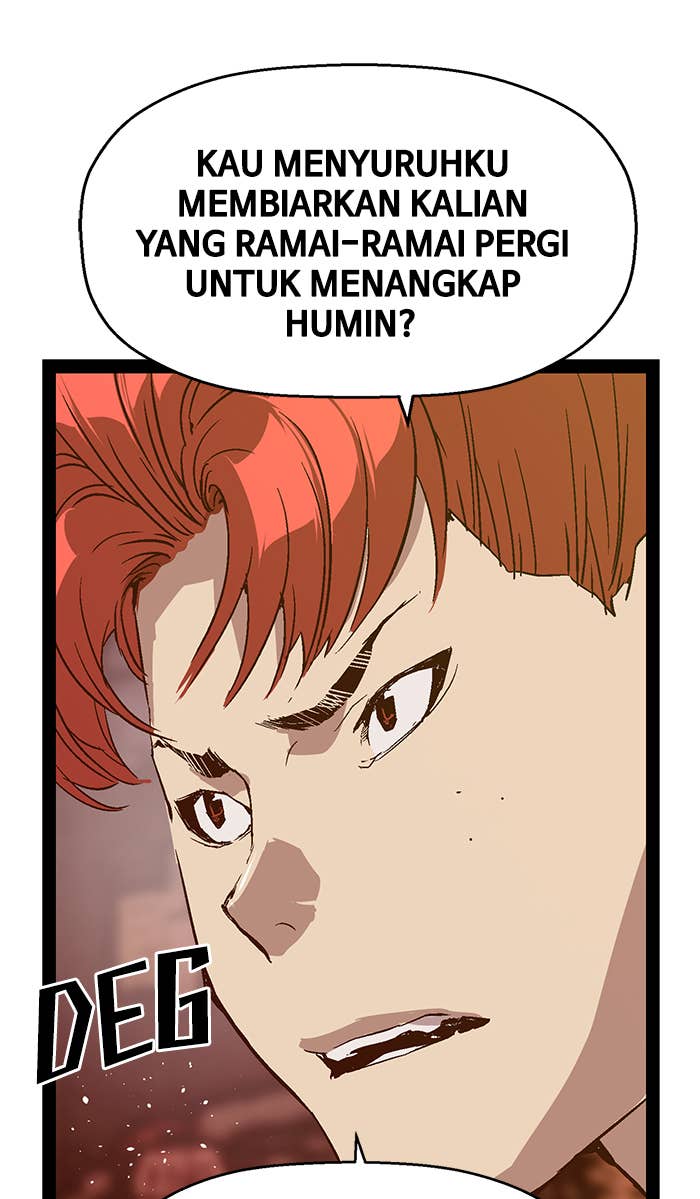 KAU MENYURUHKU
MEMBIARKAN KALIAN
YANG RAMAI-RAMAI PERGI
UNTUK MENANGKAP
HUMIN?
DEG